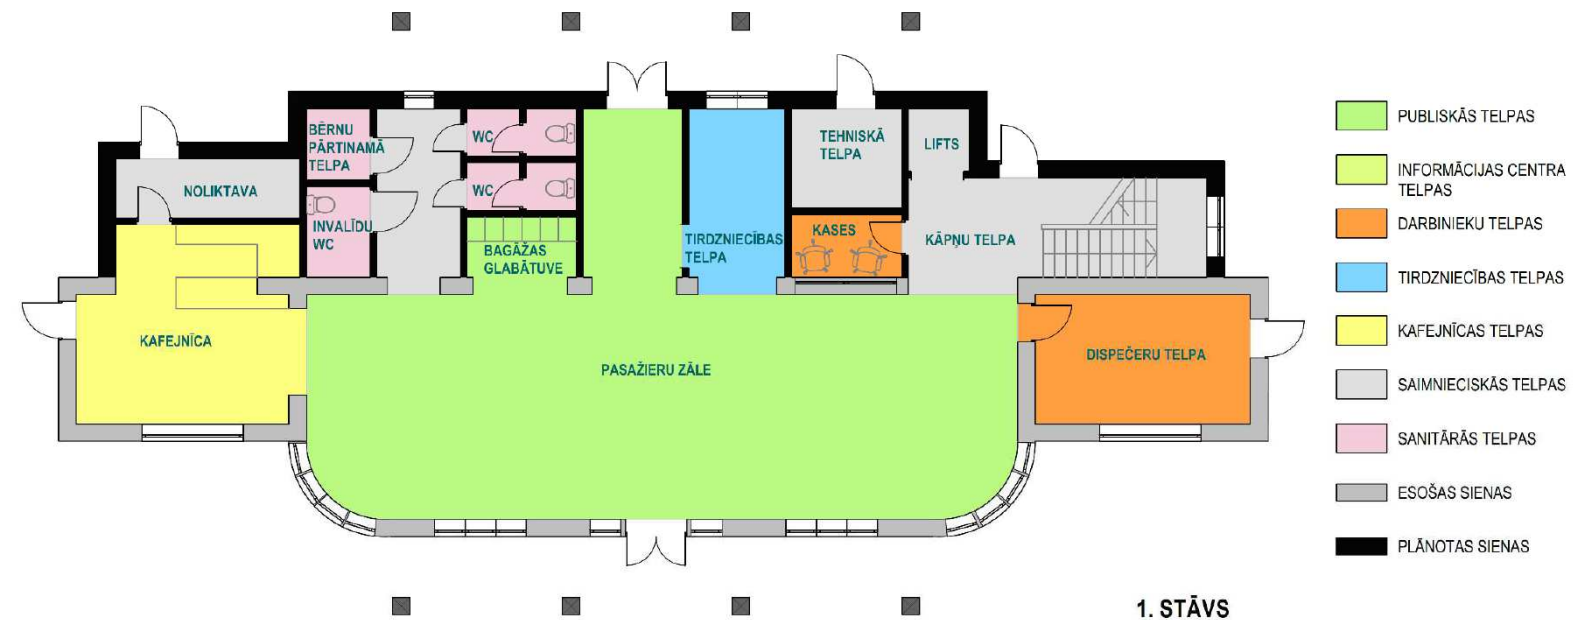 BĒRNU
PĀRTINAMĀ
TELPA
WC
WC
NOLIKTAVA
INVALĪDU
WC
BAGĀŽAS
GLABĀTUVE
TIRDZNIECĪBAS
TELPA
TEHNISKĀ
TELPA
LIFTS
KASES
KĀPŅU TELPA
KAFEJNĪCA
PASAŽIERU ZĀLE
DISPEČERU TELPA
PUBLISKĀS TELPAS
INFORMĀCIJAS CENTRA
TELPAS
DARBINIEKU TELPAS
TIRDZNIECĪBAS TELPAS
KAFEJNĪCAS TELPAS
SAIMNIECISKĀS TELPAS
SANITĀRĀS TELPAS
ESOŠAS SIENAS
PLĀNOTAS SIENAS
1. STĀVS